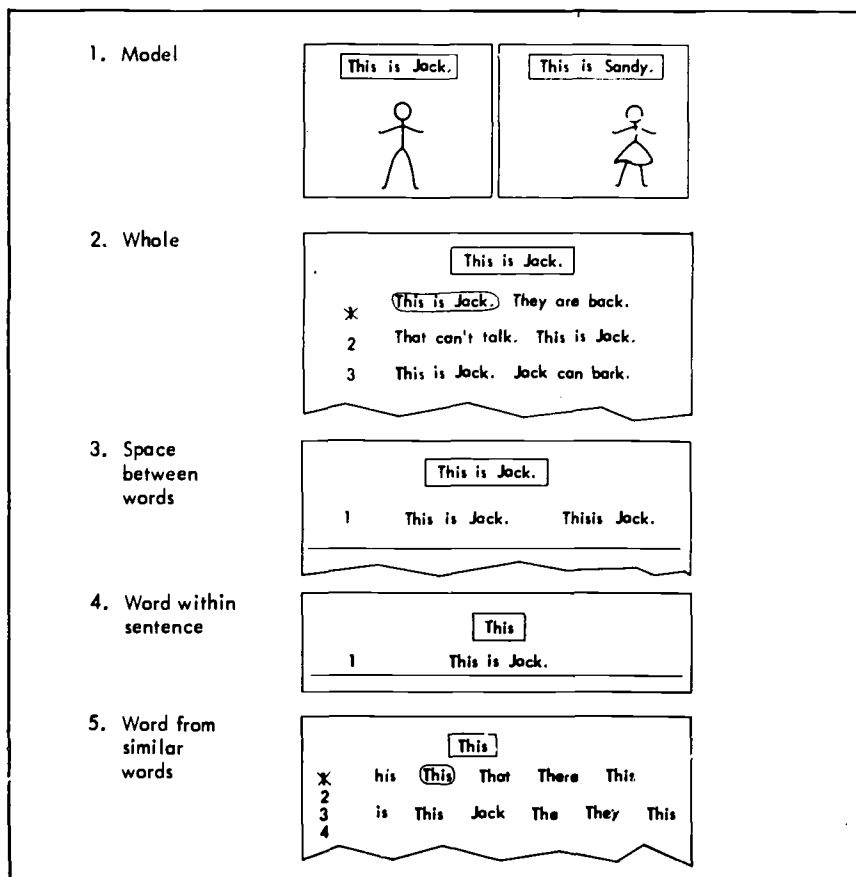 1. Model
This is Jack.
This is Sandy.
2. Whole
This is Jack.
This is Jack. They are back.
2 That can't talk. This is Jack.
3 This is Jack. Jack can bark.
3. Space
between
words
This is Jack.
1 This is Jack. Thisis Jack.
4. Word within
sentence
This
1 This is Jack.
5. Word from
similar
words
This
his This That There This
2
3 is This Jack The They This
4